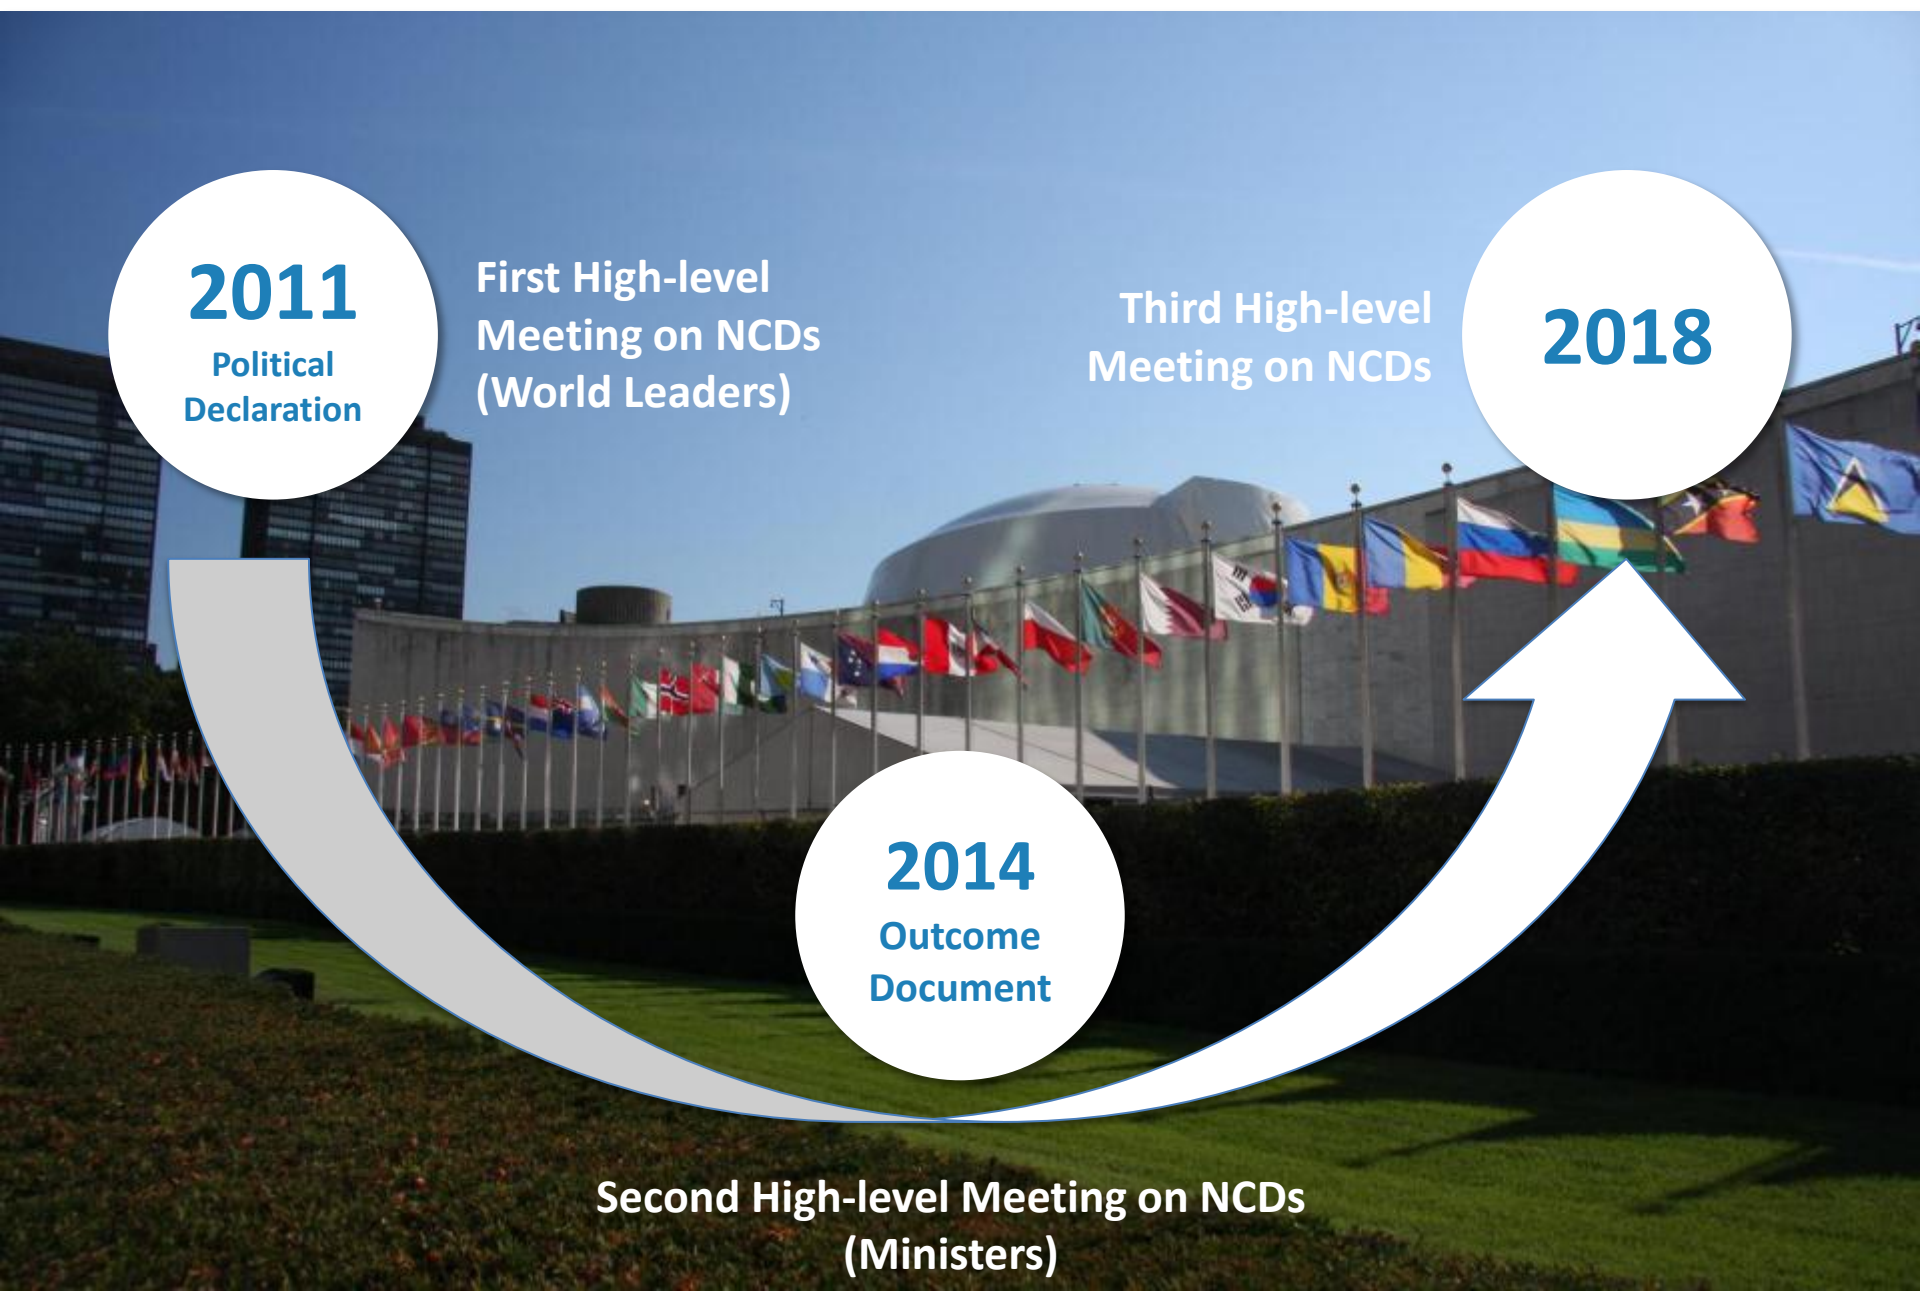 2011
Political
Declaration
First High-level
Meeting on NCDs
(World Leaders)
Third High-level
Meeting on NCDs
2018
2014
Outcome
Document
Second High-level Meeting on NCDs
(Ministers)